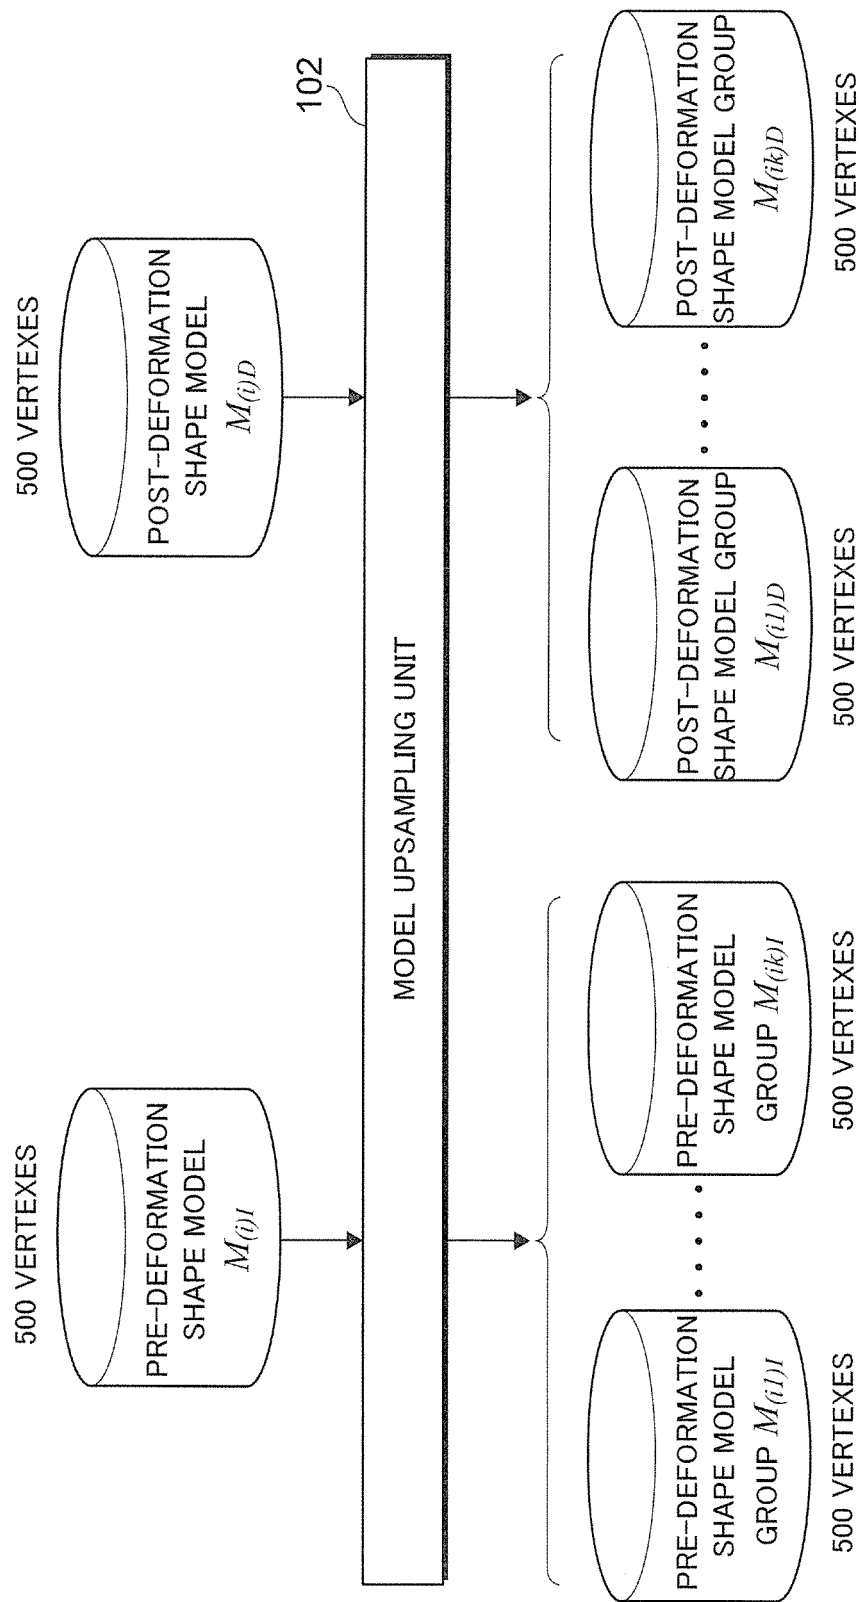 500 VERTEXES
PRE-DEFORMATION
SHAPE MODEL
M(i)I
500 VERTEXES
POST-DEFORMATION
SHAPE MODEL
M(i)D
102
MODEL UPSAMPLING UNIT
PRE-DEFORMATION
SHAPE MODEL
GROUP M(i1)I
500 VERTEXES
PRE-DEFORMATION
SHAPE MODEL
GROUP M(ik)I
500 VERTEXES
POST-DEFORMATION
SHAPE MODEL GROUP
M(i1)D
500 VERTEXES
POST-DEFORMATION
SHAPE MODEL GROUP
M(ik)D
500 VERTEXES